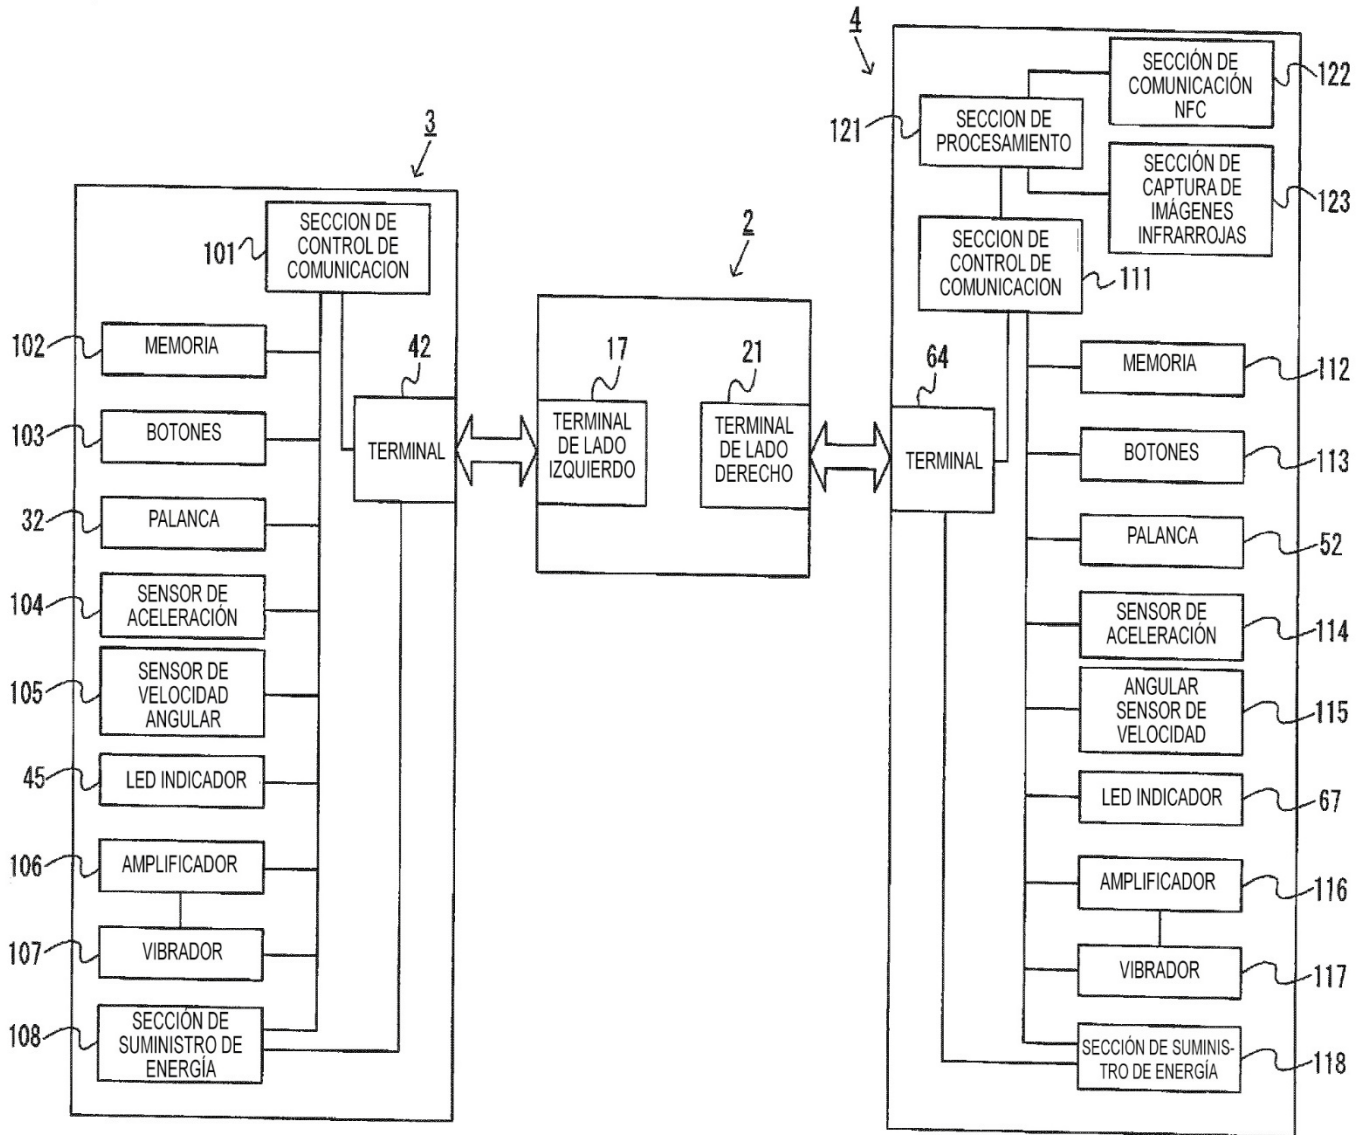 3
SECCION DE
CONTROL DE
COMUNICACION
101
102
MEMORIA
103
BOTONES
32
PALANCA
104
SENSOR DE
ACELERACIÓN
105
SENSOR DE
VELOCIDAD
ANGULAR
45
LED INDICADOR
106
AMPLIFICADOR
107
VIBRADOR
108
SECCIÓN DE
SUMINISTRO DE
ENERGÍA
42
TERMINAL
2
17
TERMINAL
DE LADO
IZQUIERDO
21
TERMINAL
DE LADO
DERECHO
4
SECCIÓN DE
COMUNICACIÓN
NFC
122
121
SECCION DE
PROCESAMIENTO
SECCIÓN DE
CAPTURA DE
IMÁGENES
INFRARROJAS
123
SECCION DE
CONTROL DE
COMUNICACION
111
64
TERMINAL
MEMORIA
112
BOTONES
113
PALANCA
52
SENSOR DE
ACELERACIÓN
114
ANGULAR
SENSOR DE
VELOCIDAD
115
LED INDICADOR
67
AMPLIFICADOR
116
VIBRADOR
117
SECCIÓN DE SUMINIS-
TRO DE ENERGÍA
118